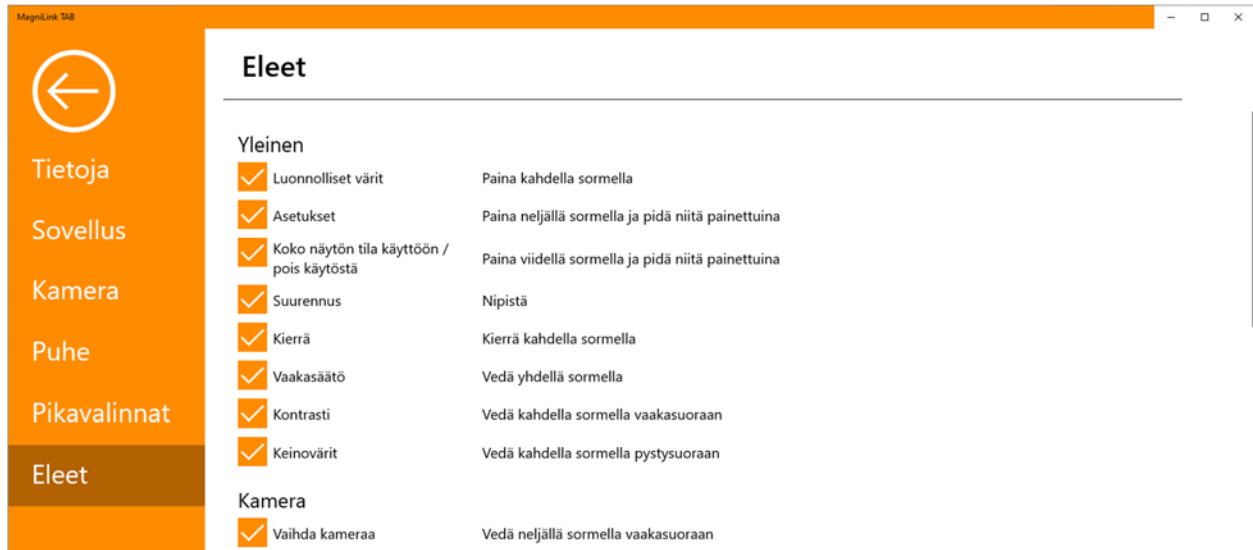 MagniLink TAB
Eleet
Tietoja
Sovellus
Kamera
Puhe
Pikavalinnat
Eleet
Yleinen
Luonnolliset värit Paina kahdella sormella
Asetukset Paina neljällä sormella ja pidä niitä painettuina
Koko näytön tila käyttöön /
pois käytöstä Paina viidellä sormella ja pidä niitä painettuina
Suurennus Nipistä
Kierrä Kierrä kahdella sormella
Vaakasäätö Vedä yhdellä sormella
Kontrasti Vedä kahdella sormella vaakasuoraan
Keinovärit Vedä kahdella sormella pystysuoraan
Kamera
Vaihda kameraa Vedä neljällä sormella vaakasuoraan